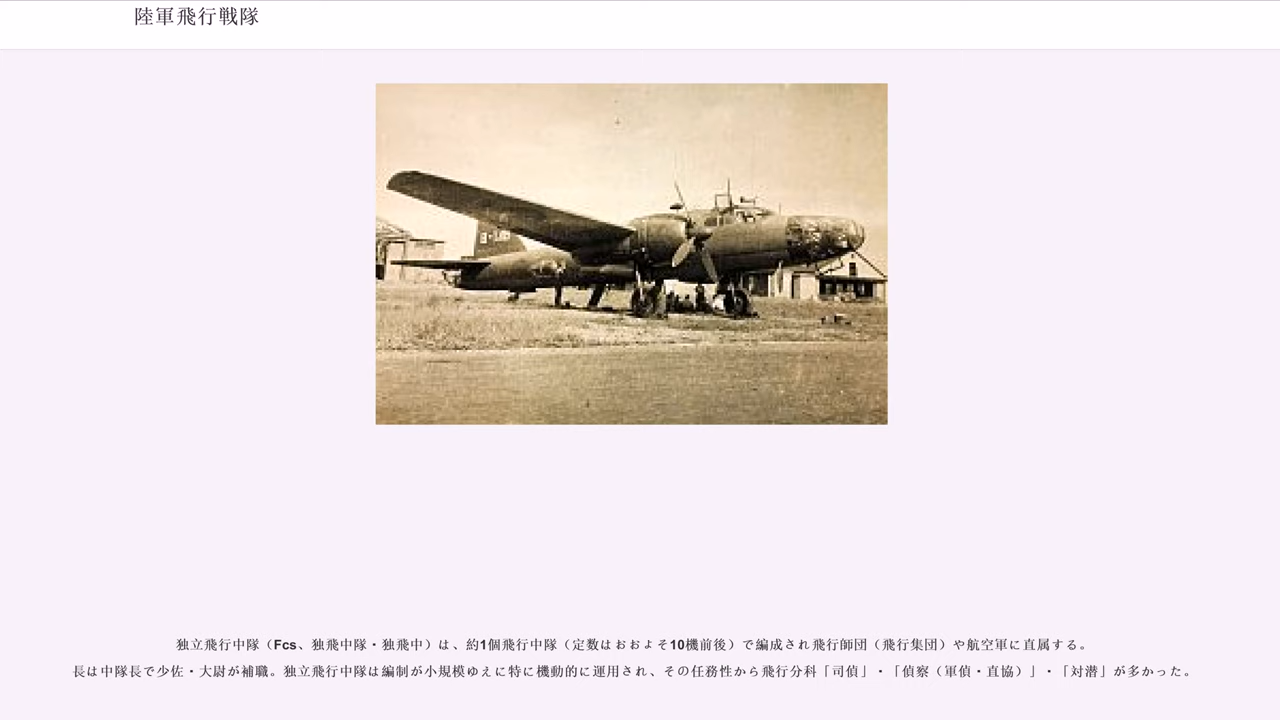 陸軍飛行戦隊
独立飛行中隊（Fcs、独飛中隊・独飛中）は、約1個飛行中隊（定数はおおよそ10機前後）で編成され飛行師団（飛行集団）や航空軍に直属する。
長は中隊長で少佐・大尉が補職。独立飛行中隊は編制が小規模ゆえに特に機動的に運用され、その任務性から飛行分科「司偵」・「偵察（軍偵・直協）」・「対潜」が多かった。